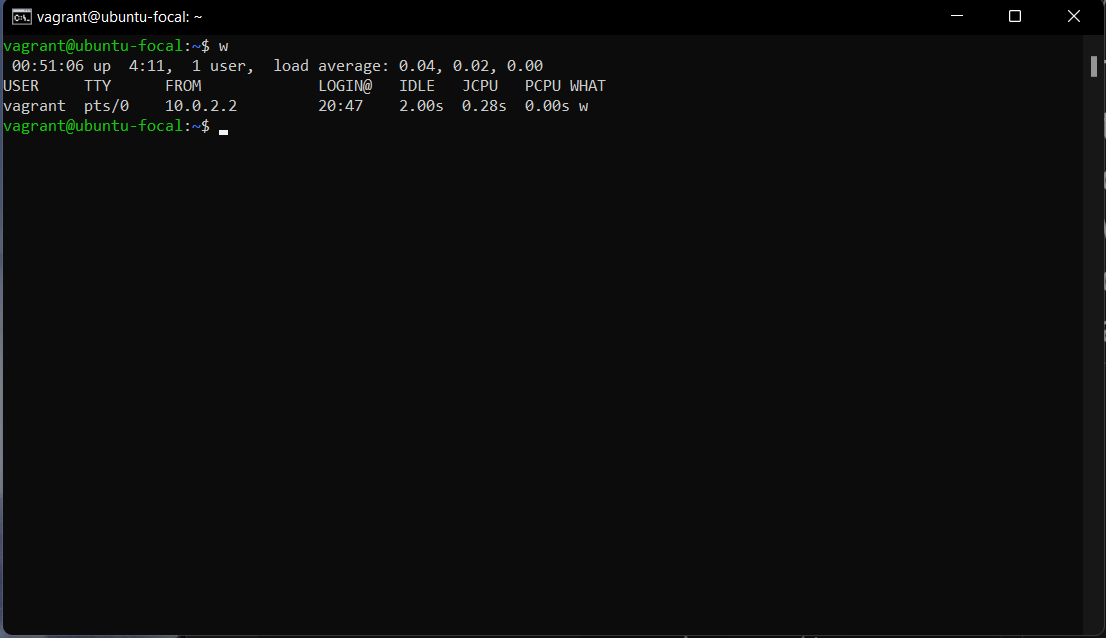 vagrant@ubuntu-focal: ~
vagrant@ubuntu-focal:~$ w
 00:51:06 up  4:11,  1 user,  load average: 0.04, 0.02, 0.00
USER     TTY      FROM             LOGIN@   IDLE   JCPU   PCPU WHAT
vagrant  pts/0    10.0.2.2         20:47    2.00s  0.28s  0.00s w
vagrant@ubuntu-focal:~$